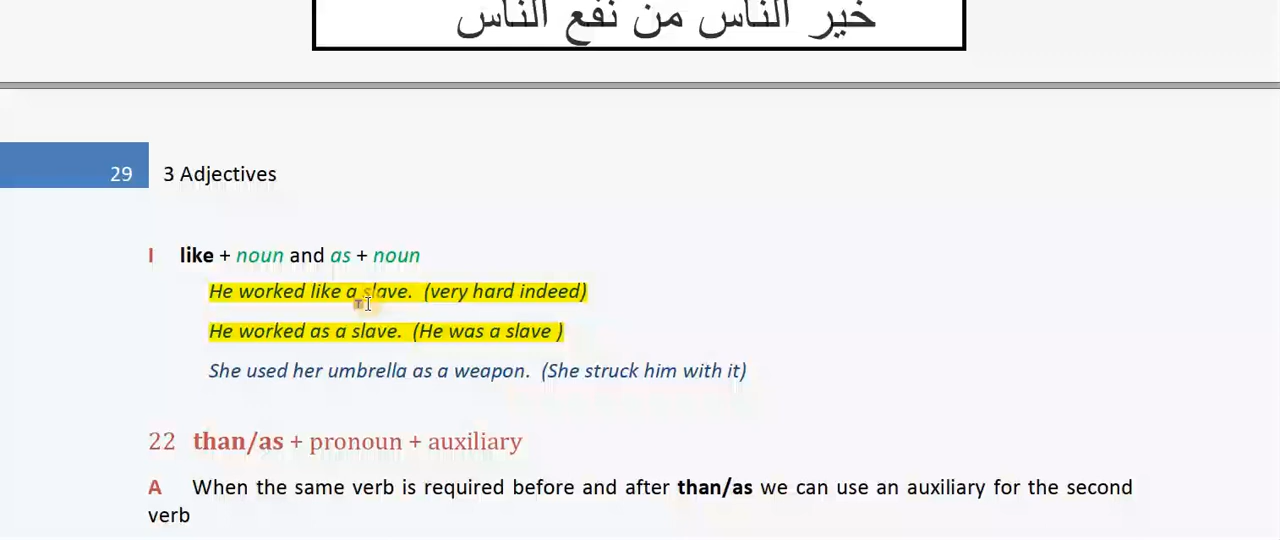 خير الناس من نفع الناس
29 3 Adjectives
I like + noun and as + noun
He worked like a slave. (very hard indeed)
He worked as a slave. (He was a slave )
She used her umbrella as a weapon. (She struck him with it)
22 than/as + pronoun + auxiliary
A When the same verb is required before and after than/as we can use an auxiliary for the second
verb